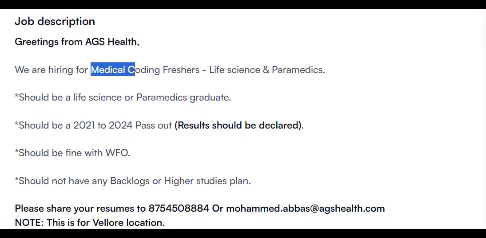 Job description
Greetings from AGS Health,
We are hiring for Medical Coding Freshers - Life science & Paramedics.
*Should be a life science or Paramedics graduate.
*Should be a 2021 to 2024 Pass out (Results should be declared).
*Should be fine with WFO.
*Should not have any Backlogs or Higher studies plan.
Please share your resumes to 8754508884 Or mohammed.abbas@agshealth.com
NOTE: This is for Vellore location.